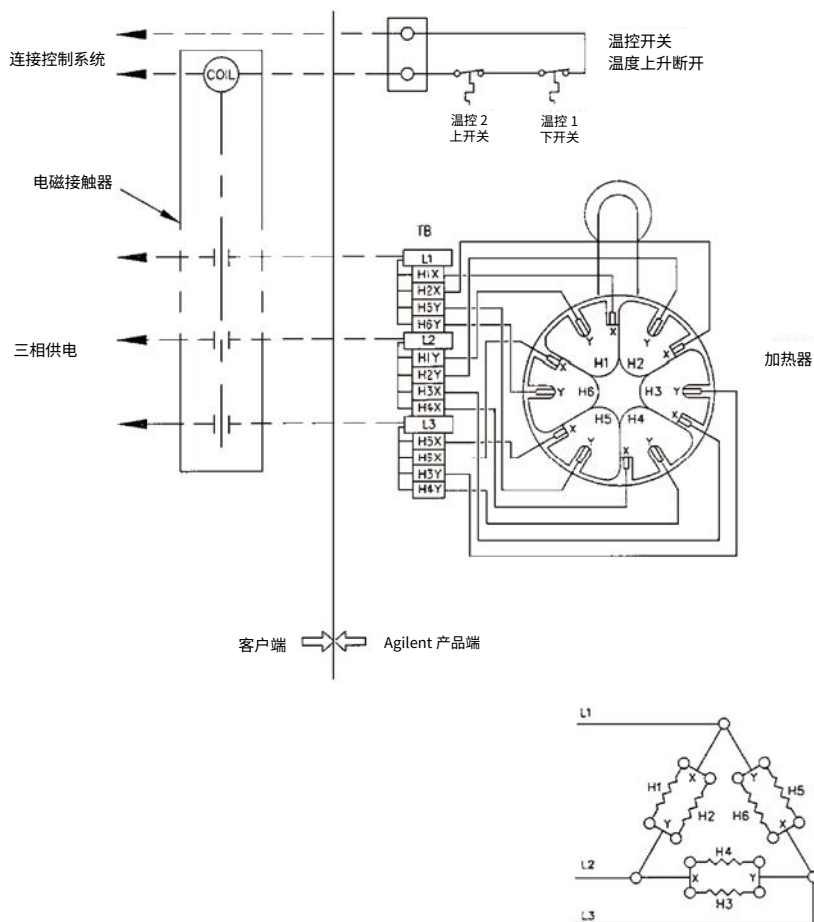 连接控制系统
COIL
温控开关
温度上升断开
温控 2
上开关
温控 1
下开关
电磁接触器
TB
L1
H1X
H2X
H5Y
H6Y
L2
H1Y
H2Y
H3X
H4X
L3
H5X
H6X
H3Y
H4Y
三相供电
加热器
Y
X
Y
X
X
H1
H2
Y
H6
H3
Y
H5
H4
X
X
Y
X
Y
客户端
Agilent 产品端
L1
X
Y
H1
H5
H2
H6
Y
X
L2
H4
X
Y
H3
L3